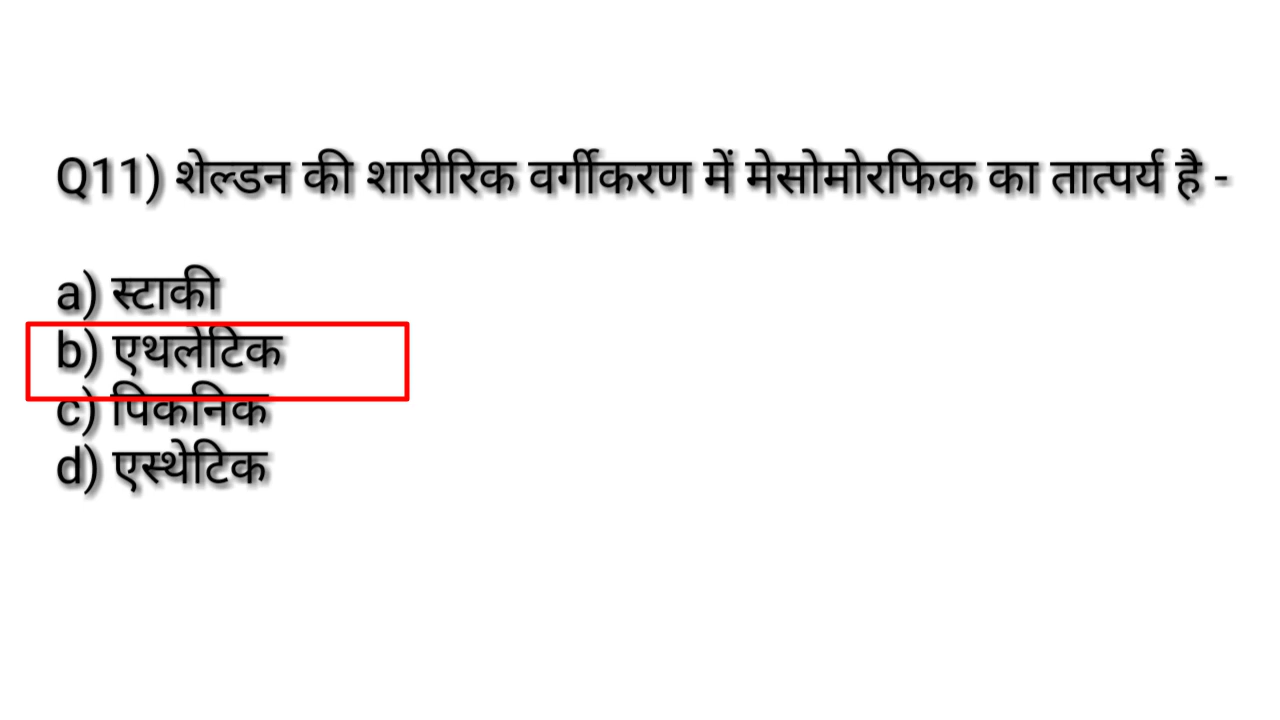 Q11) शेल्डन की शारीरिक वर्गीकरण में मेसोमोरफिक का तात्पर्य है -
a) स्टाकी
b) एथलेटिक
c) पिकनिक
d) एस्थेटिक